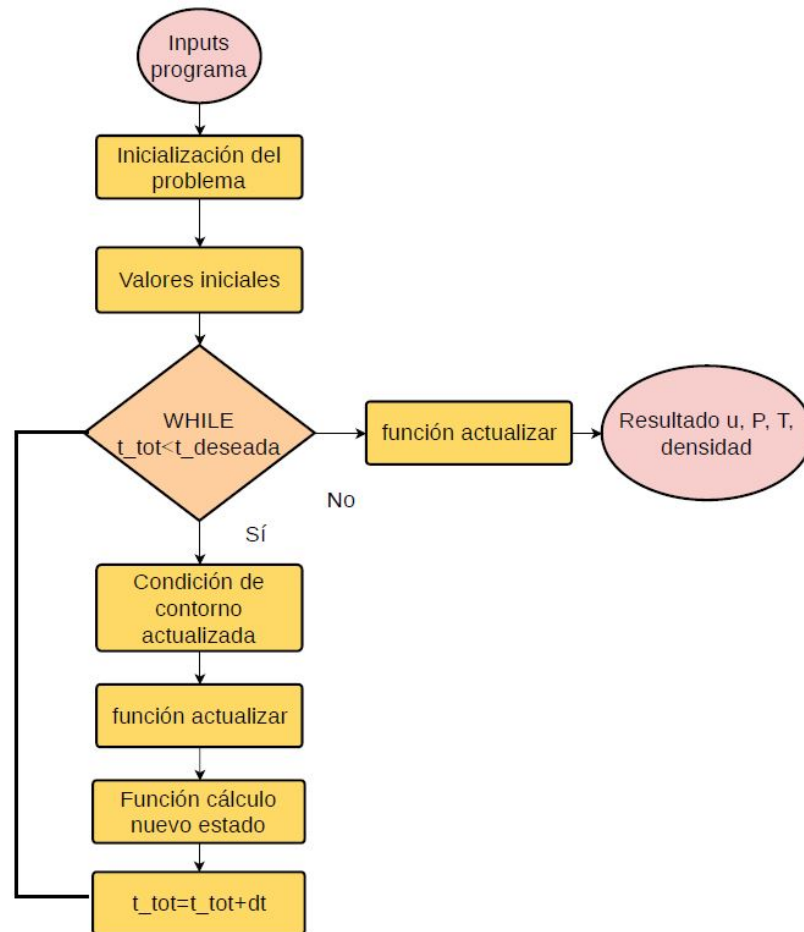 Inputs
programa
Inicialización del
problema
Valores iniciales
WHILE
t_tot<t_deseada
función actualizar
Resultado u, P, T,
densidad
No
Sí
Condición de
contorno
actualizada
función actualizar
Función cálculo
nuevo estado
t_tot=t_tot+dt